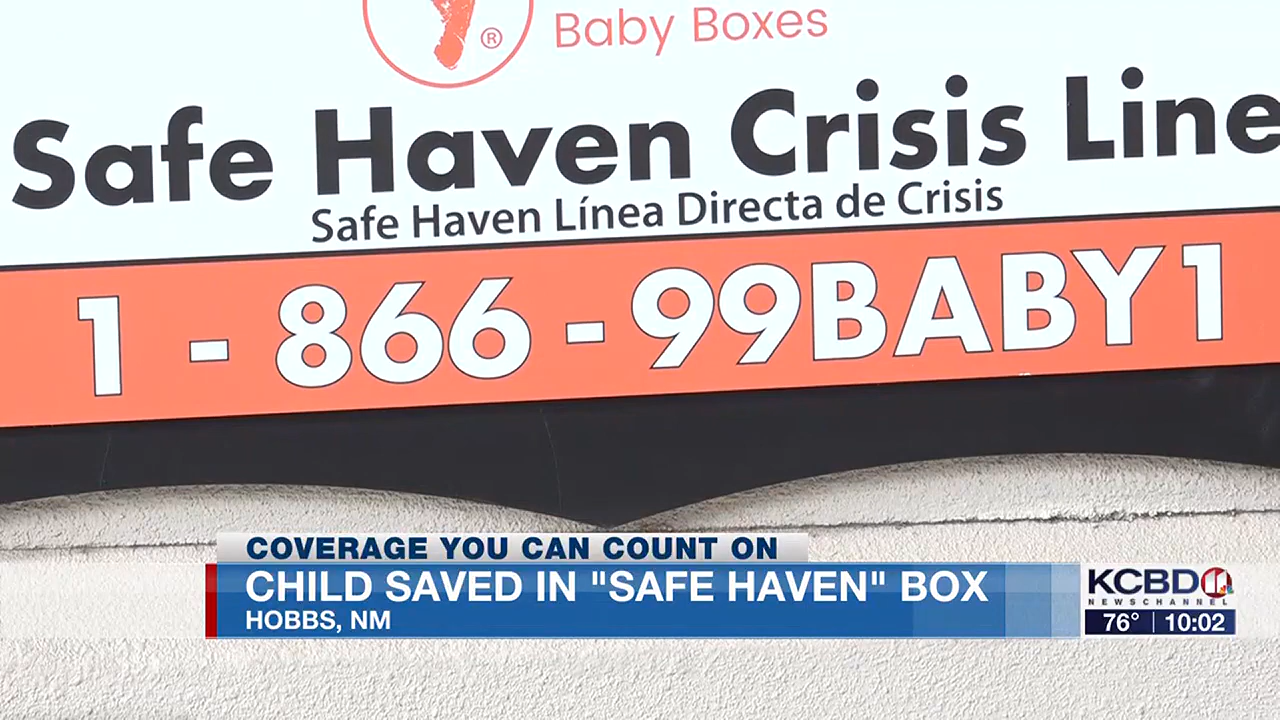 ®
Baby Boxes
Safe Haven Crisis Line
Safe Haven Línea Directa de Crisis
1 - 866 - 99BABY1
COVERAGE YOU CAN COUNT ON
CHILD SAVED IN "SAFE HAVEN" BOX
HOBBS, NM
KCBD 11
NEWSCHANNEL
76° 10:02